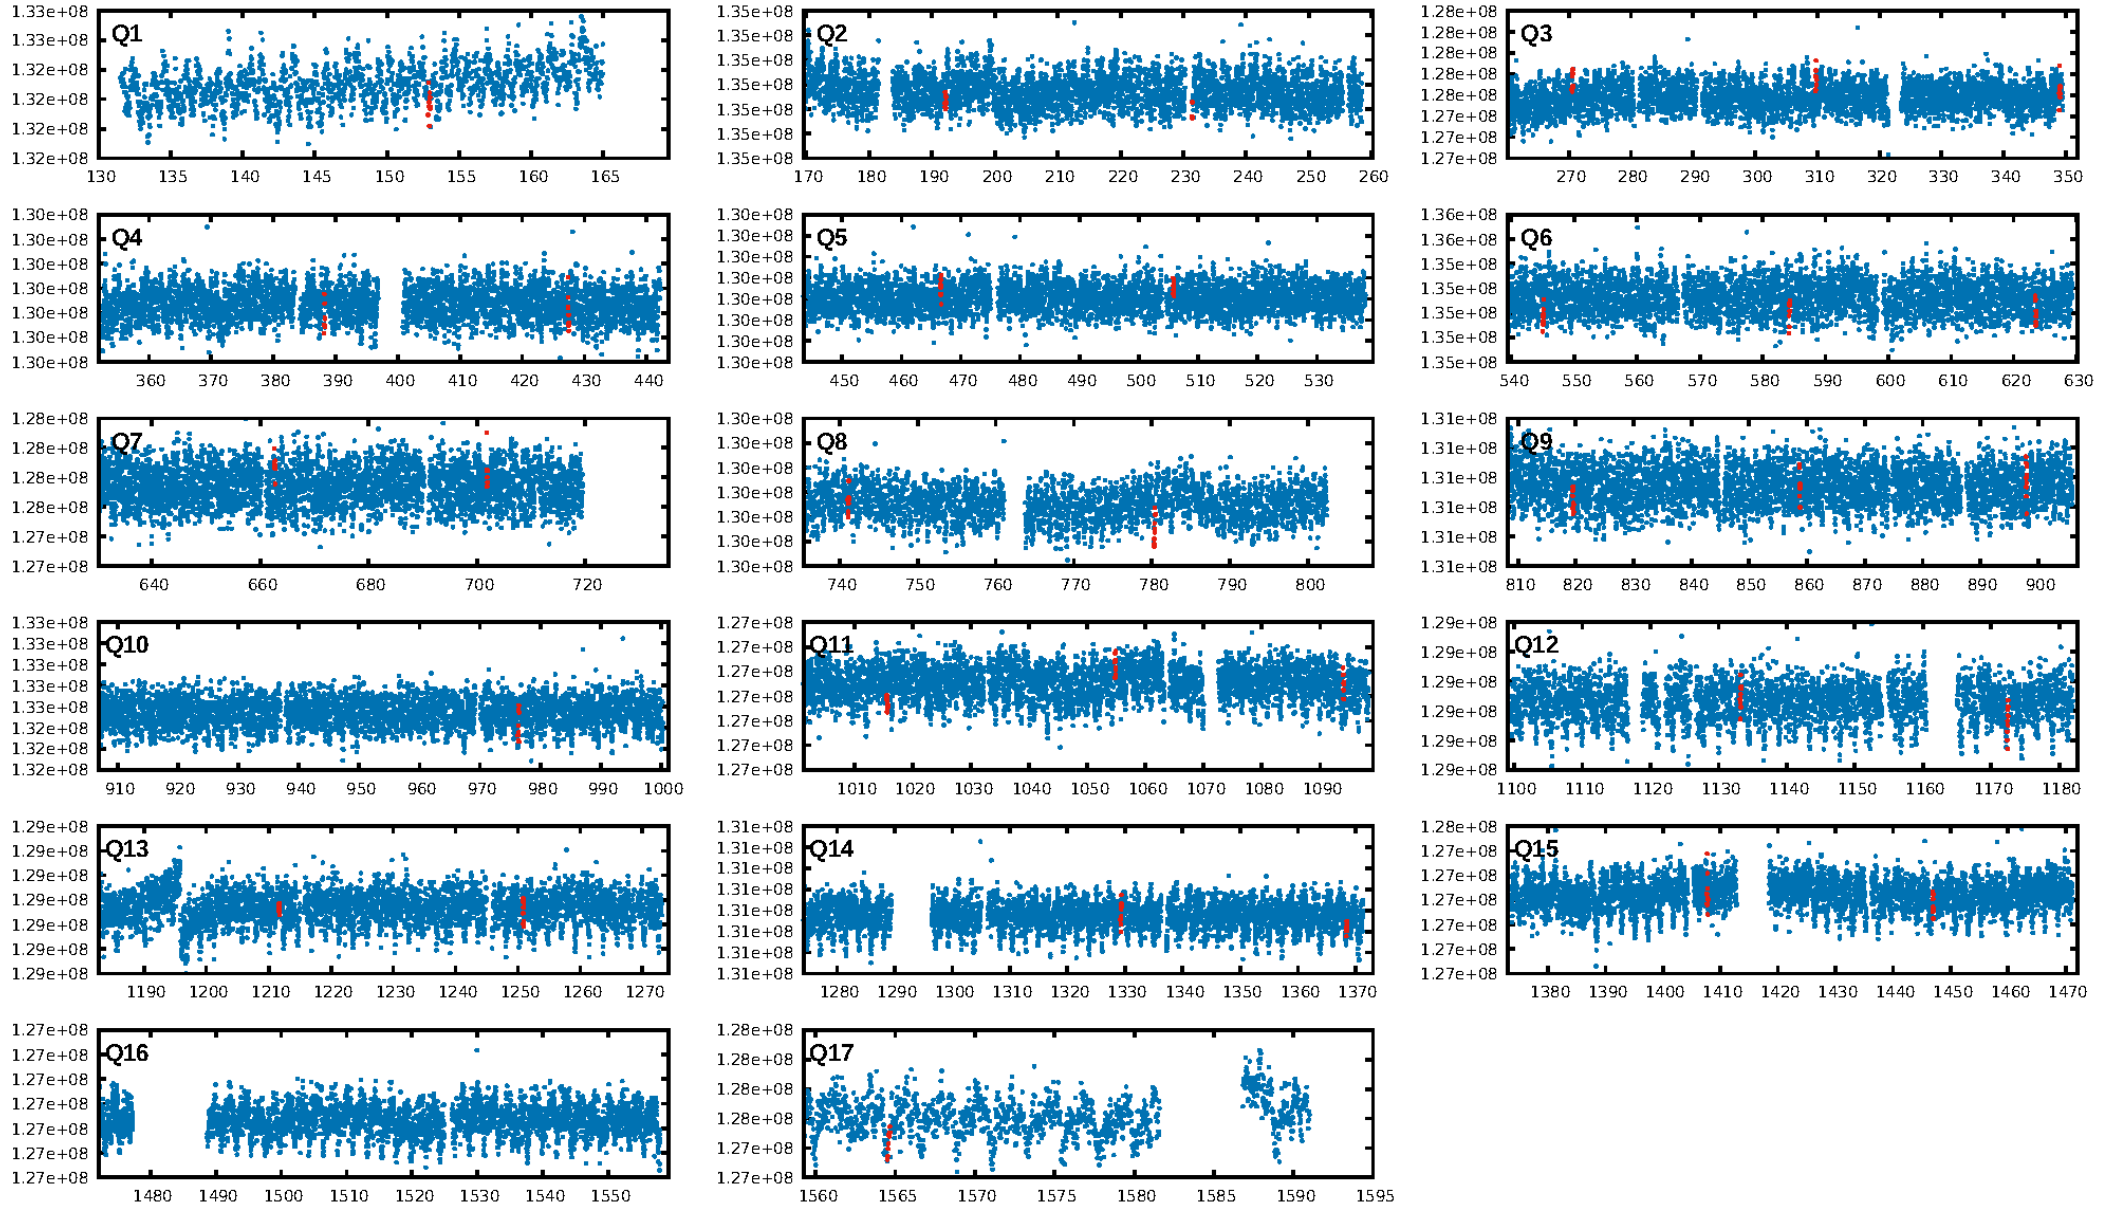 1.33e+08 1.33e+08 1.32e+08 1.32e+08 1.32e+08 1.32e+08
Q1
130 135 140 145 150 155 160 165
1.35e+08 1.35e+08 1.35e+08 1.35e+08 1.35e+08 1.35e+08 1.35e+08
Q2
170 180 190 200 210 220 230 240 250 260
1.28e+08 1.28e+08 1.28e+08 1.28e+08 1.28e+08 1.27e+08 1.27e+08 1.27e+08
Q3
270 280 290 300 310 320 330 340 350
1.30e+08 1.30e+08 1.30e+08 1.30e+08 1.30e+08 1.30e+08 1.30e+08
Q4
360 370 380 390 400 410 420 430 440
1.30e+08 1.30e+08 1.30e+08 1.30e+08 1.30e+08 1.30e+08 1.30e+08 1.30e+08
Q5
450 460 470 480 490 500 510 520 530
1.36e+08 1.36e+08 1.35e+08 1.35e+08 1.35e+08 1.35e+08 1.35e+08
Q6
540 550 560 570 580 590 600 610 620 630
1.28e+08 1.28e+08 1.28e+08 1.28e+08 1.27e+08 1.27e+08
Q7
640 660 680 700 720
1.30e+08 1.30e+08 1.30e+08 1.30e+08 1.30e+08 1.30e+08 1.30e+08
Q8
740 750 760 770 780 790 800
1.31e+08 1.31e+08 1.31e+08 1.31e+08 1.31e+08 1.31e+08
Q9
810 820 830 840 850 860 870 880 890 900
1.33e+08 1.33e+08 1.33e+08 1.33e+08 1.33e+08 1.32e+08 1.32e+08 1.32e+08
Q10
910 920 930 940 950 960 970 980 990 1000
1.27e+08 1.27e+08 1.27e+08 1.27e+08 1.27e+08 1.27e+08 1.27e+08
Q11
1010 1020 1030 1040 1050 1060 1070 1080 1090
1.29e+08 1.29e+08 1.29e+08 1.29e+08 1.29e+08 1.29e+08
Q12
1100 1110 1120 1130 1140 1150 1160 1170 1180
1.29e+08 1.29e+08 1.29e+08 1.29e+08 1.29e+08 1.29e+08 1.29e+08
Q13
1190 1200 1210 1220 1230 1240 1250 1260 1270
1.31e+08 1.31e+08 1.31e+08 1.31e+08 1.31e+08 1.31e+08 1.31e+08 1.31e+08
Q14
1280 1290 1300 1310 1320 1330 1340 1350 1360 1370
1.28e+08 1.27e+08 1.27e+08 1.27e+08 1.27e+08 1.27e+08 1.27e+08
Q15
1380 1390 1400 1410 1420 1430 1440 1450 1460 1470
1.27e+08 1.27e+08 1.27e+08 1.27e+08 1.27e+08 1.27e+08 1.27e+08
Q16
1480 1490 1500 1510 1520 1530 1540 1550
1.28e+08 1.28e+08 1.28e+08 1.28e+08 1.27e+08 1.27e+08
Q17
1560 1565 1570 1575 1580 1585 1590 1595